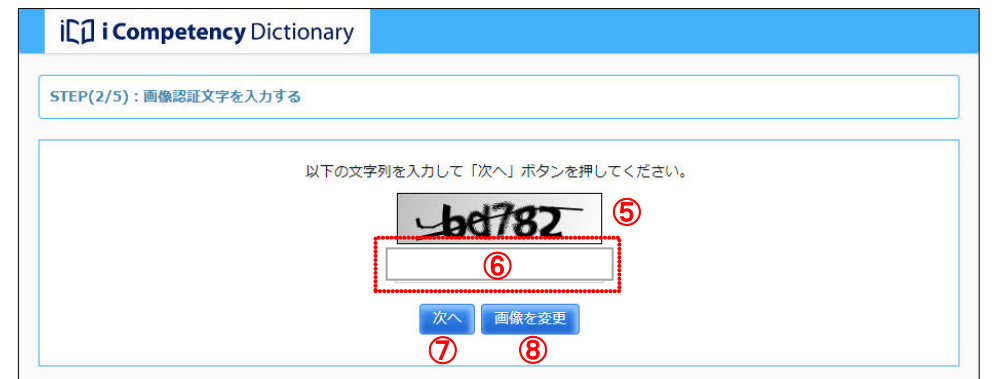 i Competency Dictionary
STEP(2/5)：画像認証文字を入力する
以下の文字列を入力して「次へ」ボタンを押してください。
bd782
⑤
⑥
次へ 画像を変更
⑦ ⑧